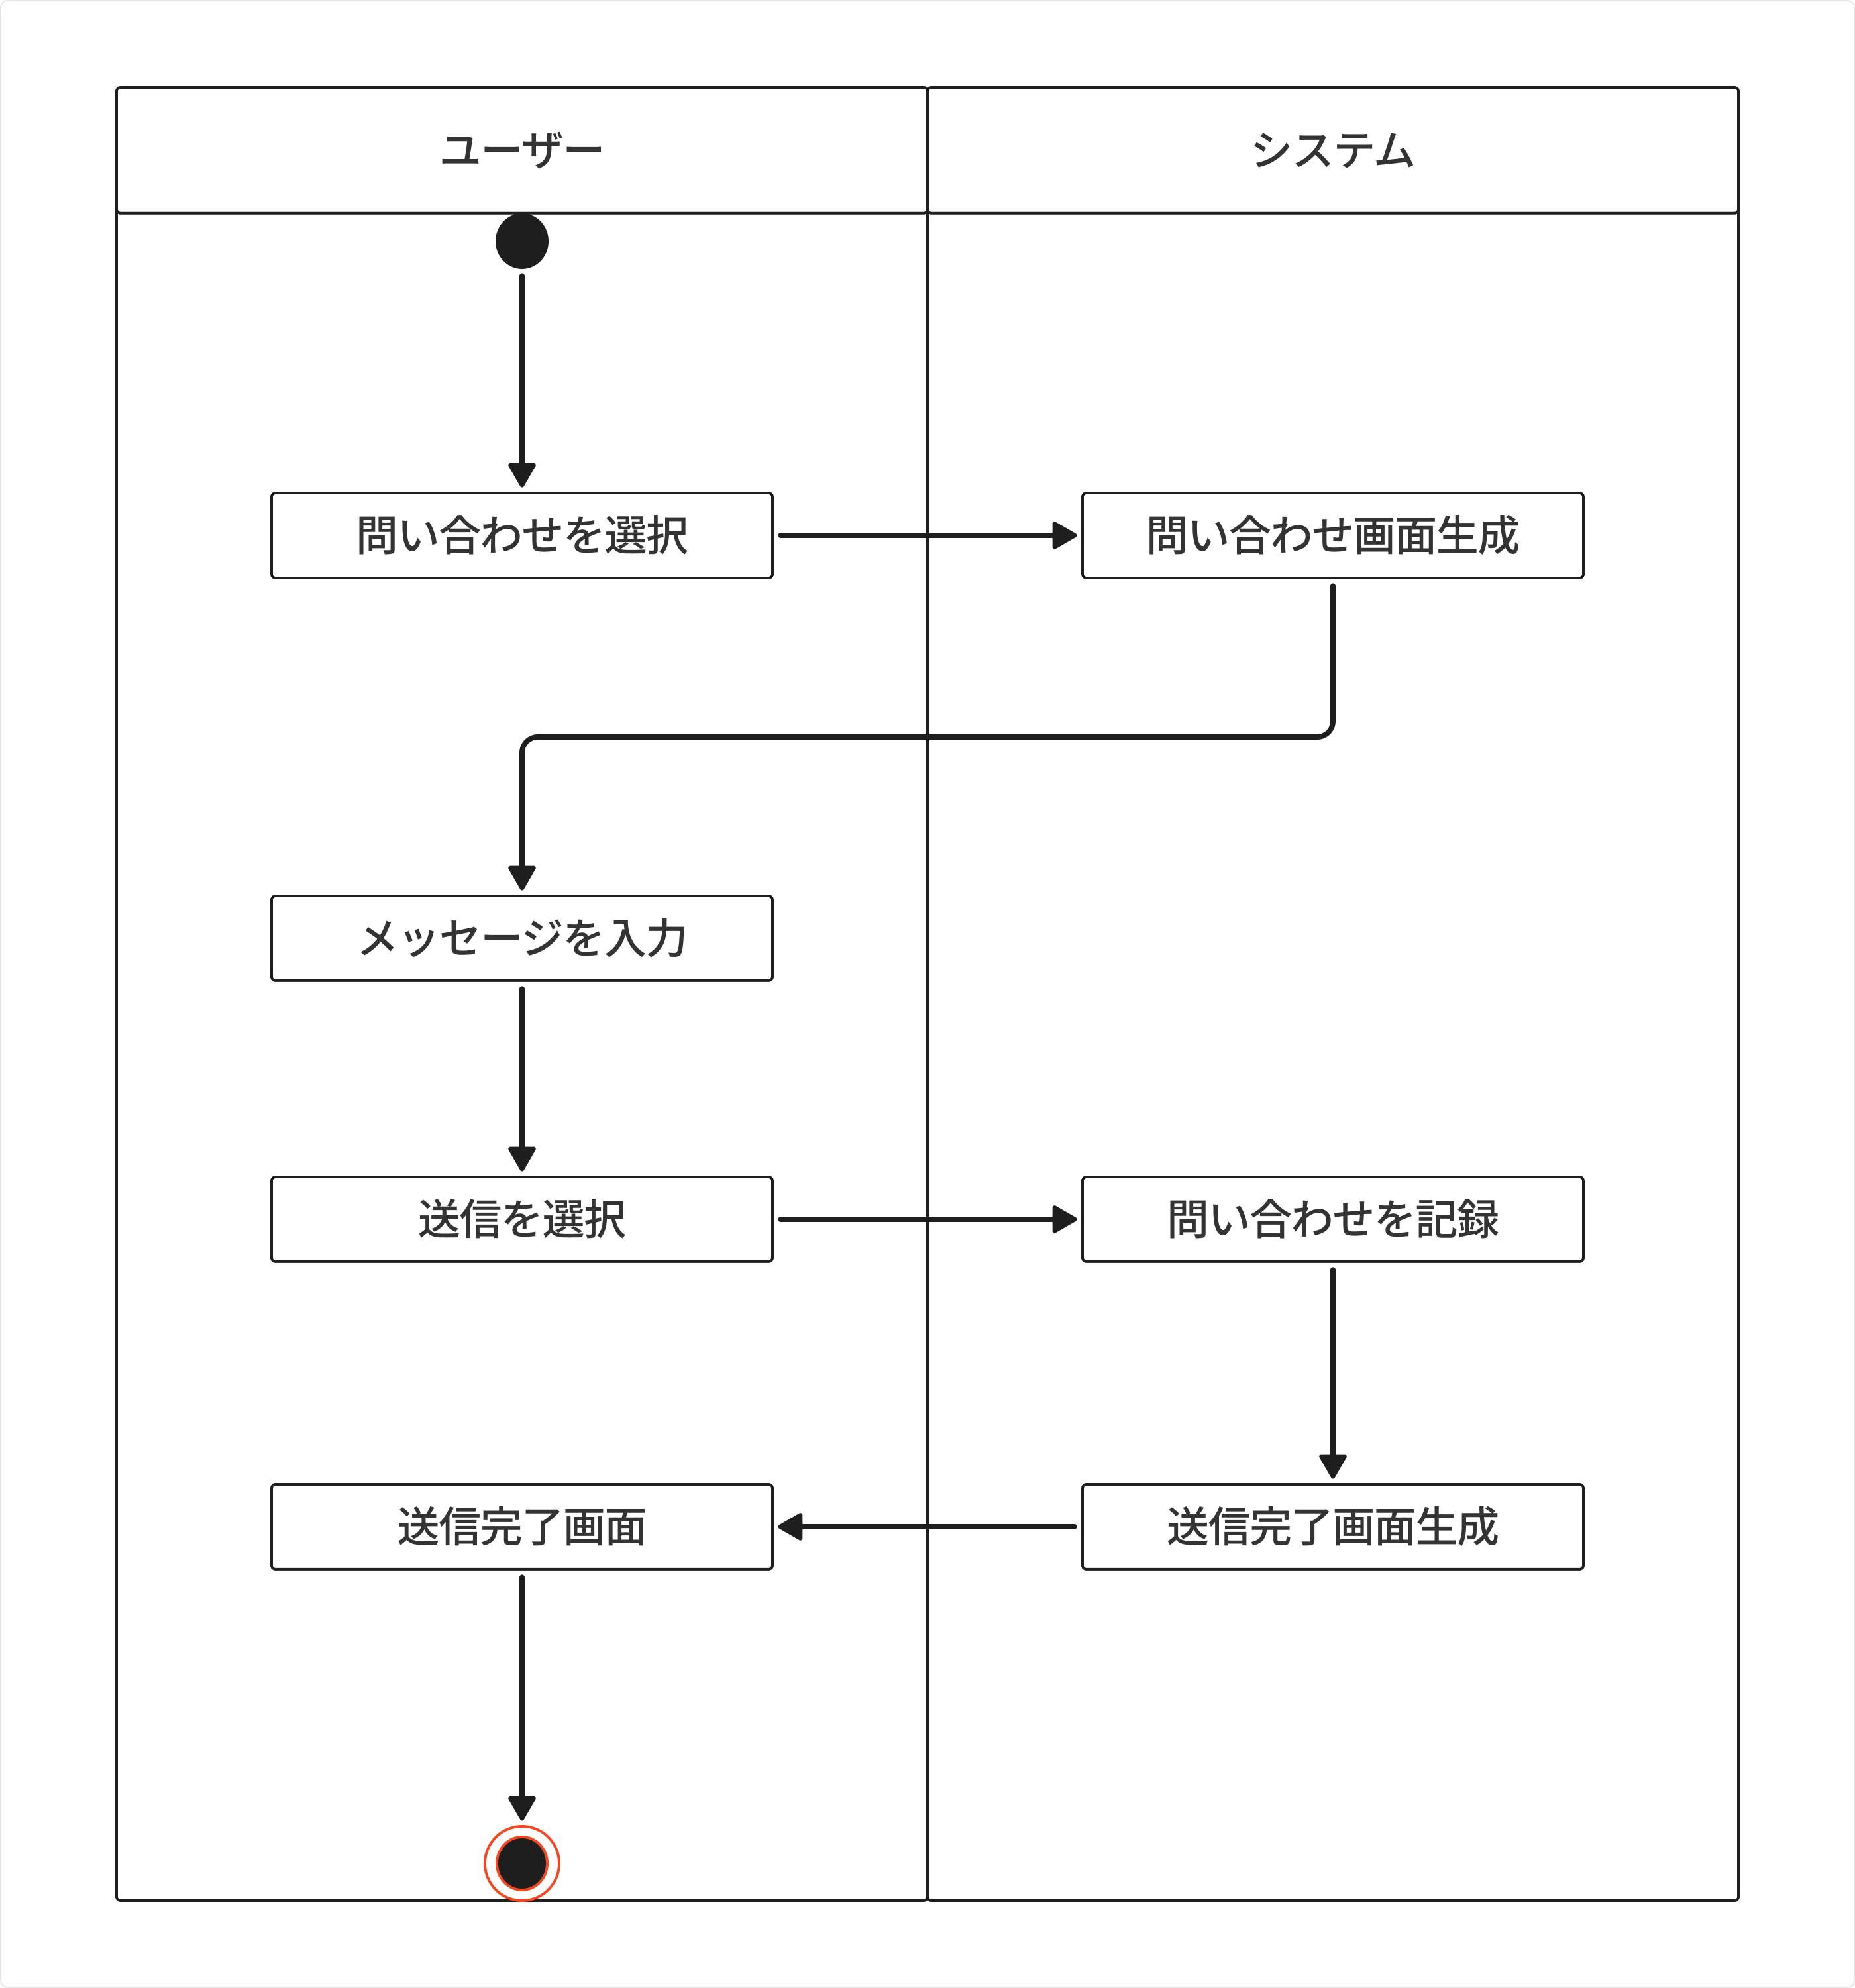 ユーザー
システム
問い合わせを選択
問い合わせ画面生成
メッセージを入力
送信を選択
問い合わせを記録
送信完了画面
送信完了画面生成